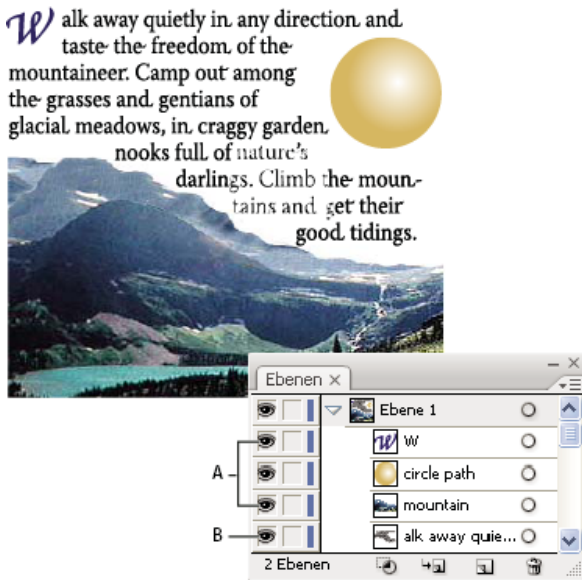 W alk away quietly in any direction and
taste the freedom of the
mountaineer. Camp out among
the grasses and gentians of
glacial meadows, in craggy garden
nooks full of nature's
darlings. Climb the moun-
tains and get their
good tidings.
Ebenen
Ebene 1
W
circle path
mountain
alk away quie...
2 Ebenen
A
B